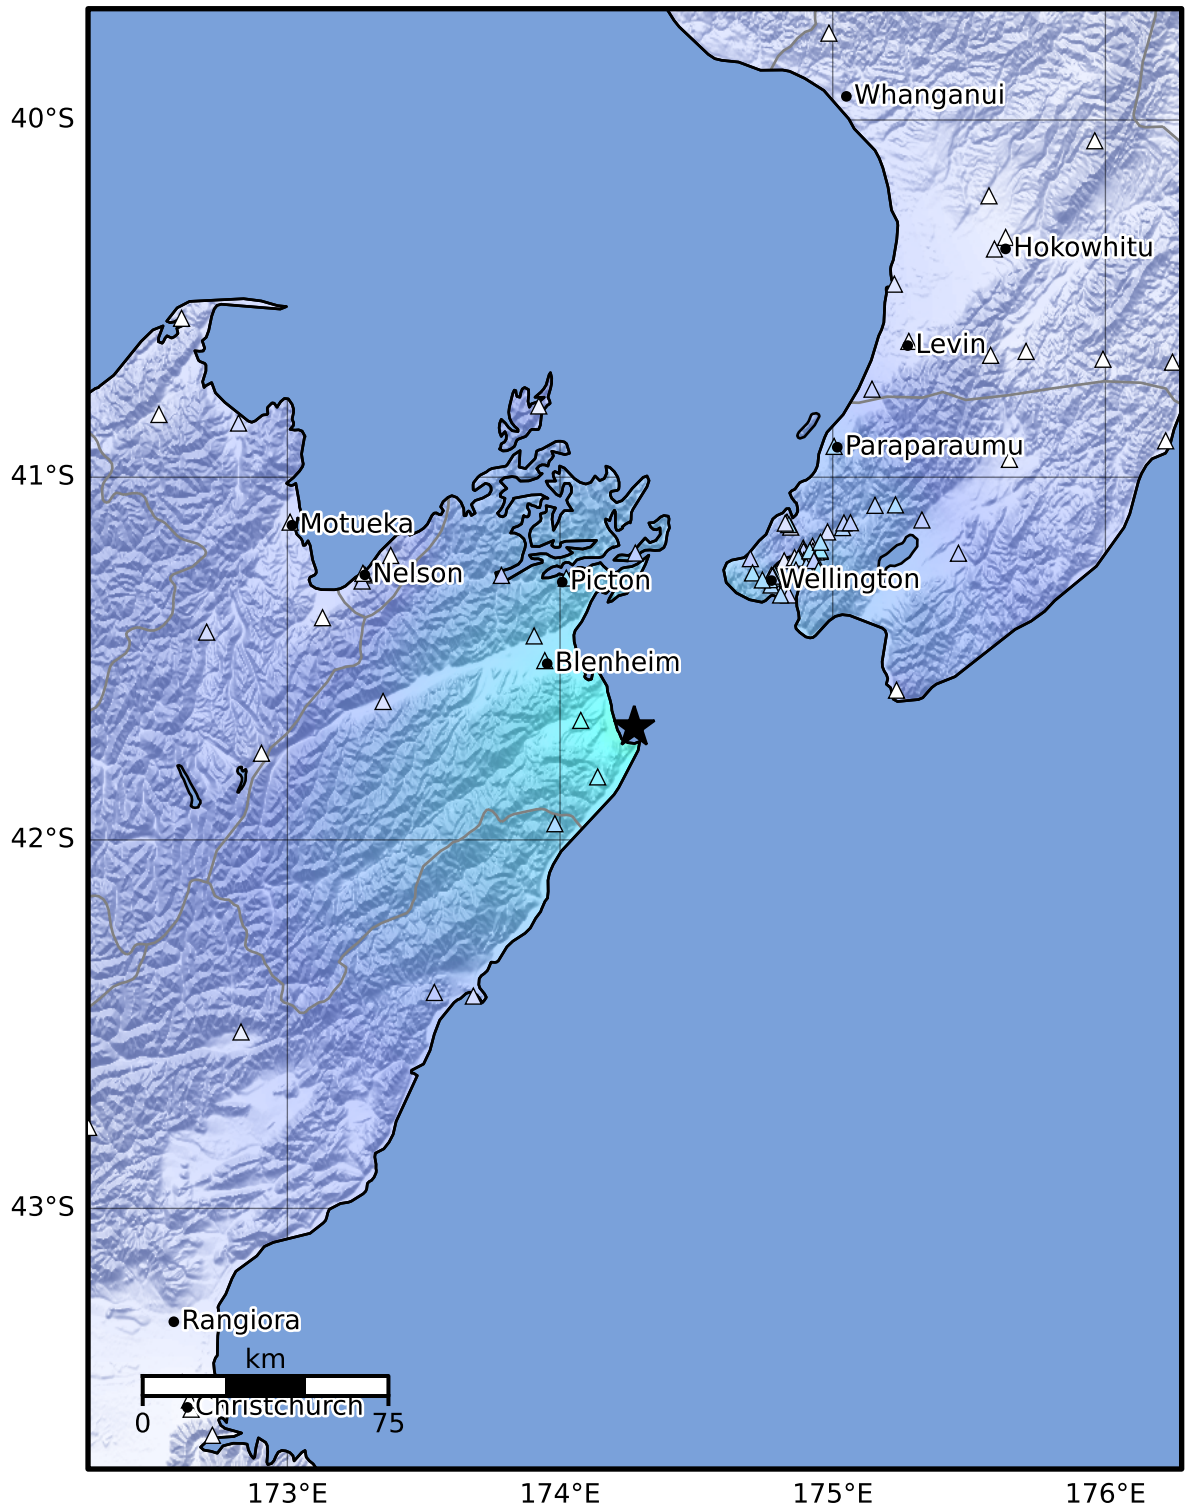 Whanganui
40°S
Hokowhitu
Levin
Paraparaumu
41°S
Motueka
Nelson
Picton
Wellington
Blenheim
42°S
43°S
Rangiora
km
Christchurch
0
75
173°E
174°E
175°E
176°E